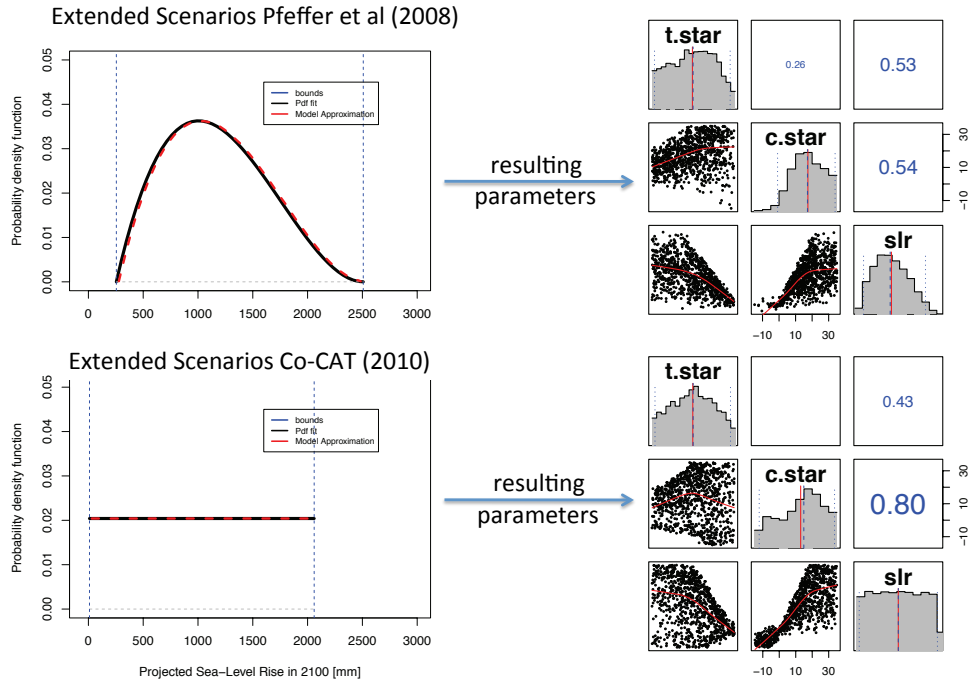 Extended Scenarios Pfeffer et al (2008)
Probability density function
0.05
0.04
0.03
0.02
0.01
0.00
bounds
Pdf fit
Model Approximation
0 500 1000 1500 2000 2500 3000
resulting
parameters
t.star
0.26
0.53
c.star
0.54
slr
−10 10 30
−10 10 30
Extended Scenarios Co-CAT (2010)
Probability density function
0.05
0.04
0.03
0.02
0.01
0.00
bounds
Pdf fit
Model Approximation
0 500 1000 1500 2000 2500 3000
Projected Sea-Level Rise in 2100 [mm]
resulting
parameters
t.star
0.43
c.star
0.80
slr
−10 10 30
−10 10 30